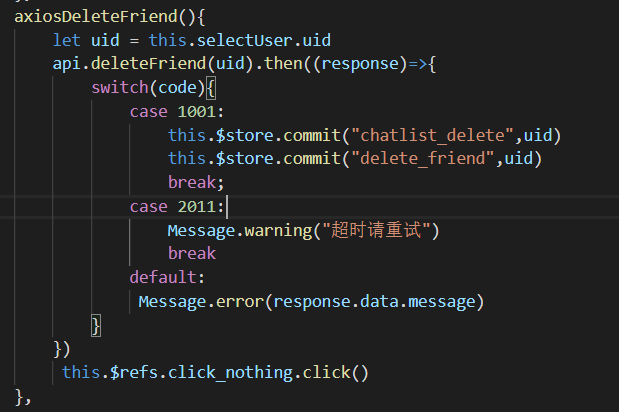 axiosDeleteFriend(){
let uid = this.selectUser.uid
api.deleteFriend(uid).then((response)=>{
switch(code){
case 1001:
this.$store.commit("chatlist_delete",uid)
this.$store.commit("delete_friend",uid)
break;
case 2011:
Message.warning("超时请重试")
break
default:
Message.error(response.data.message)
}
})
this.$refs.click_nothing.click()
},